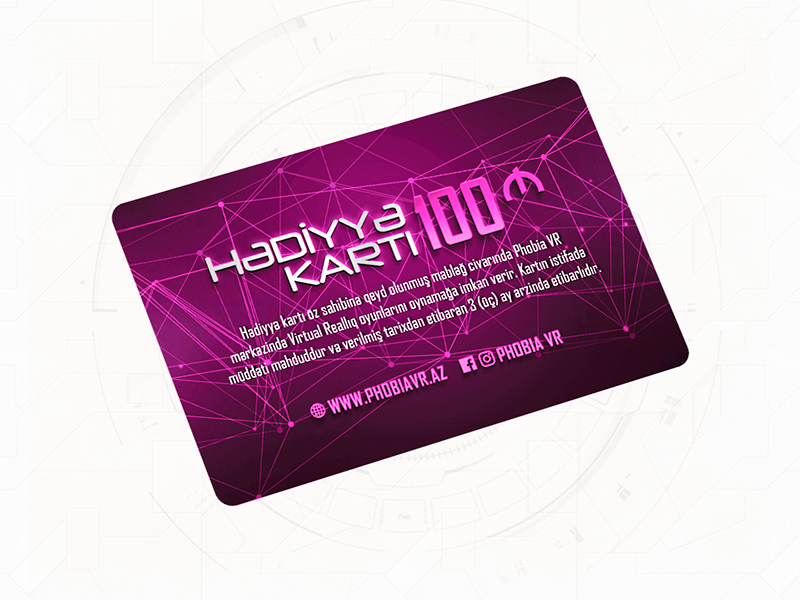 Hədiyyə
KARTI 100 ₼
Hədiyyə kartı öz sahibinə qeyd olunmuş məbləğ civarında Phobia VR
mərkəzində Virtual Reallıq oyunlarını oynamağa imkan verir. Kartın istifadə
müddəti məhduddur və verilmiş tarixdən etibarən 3 (üç) ay ərzində etibarlıdır.
WWW.PHOBIAVR.AZ PHOBIA VR